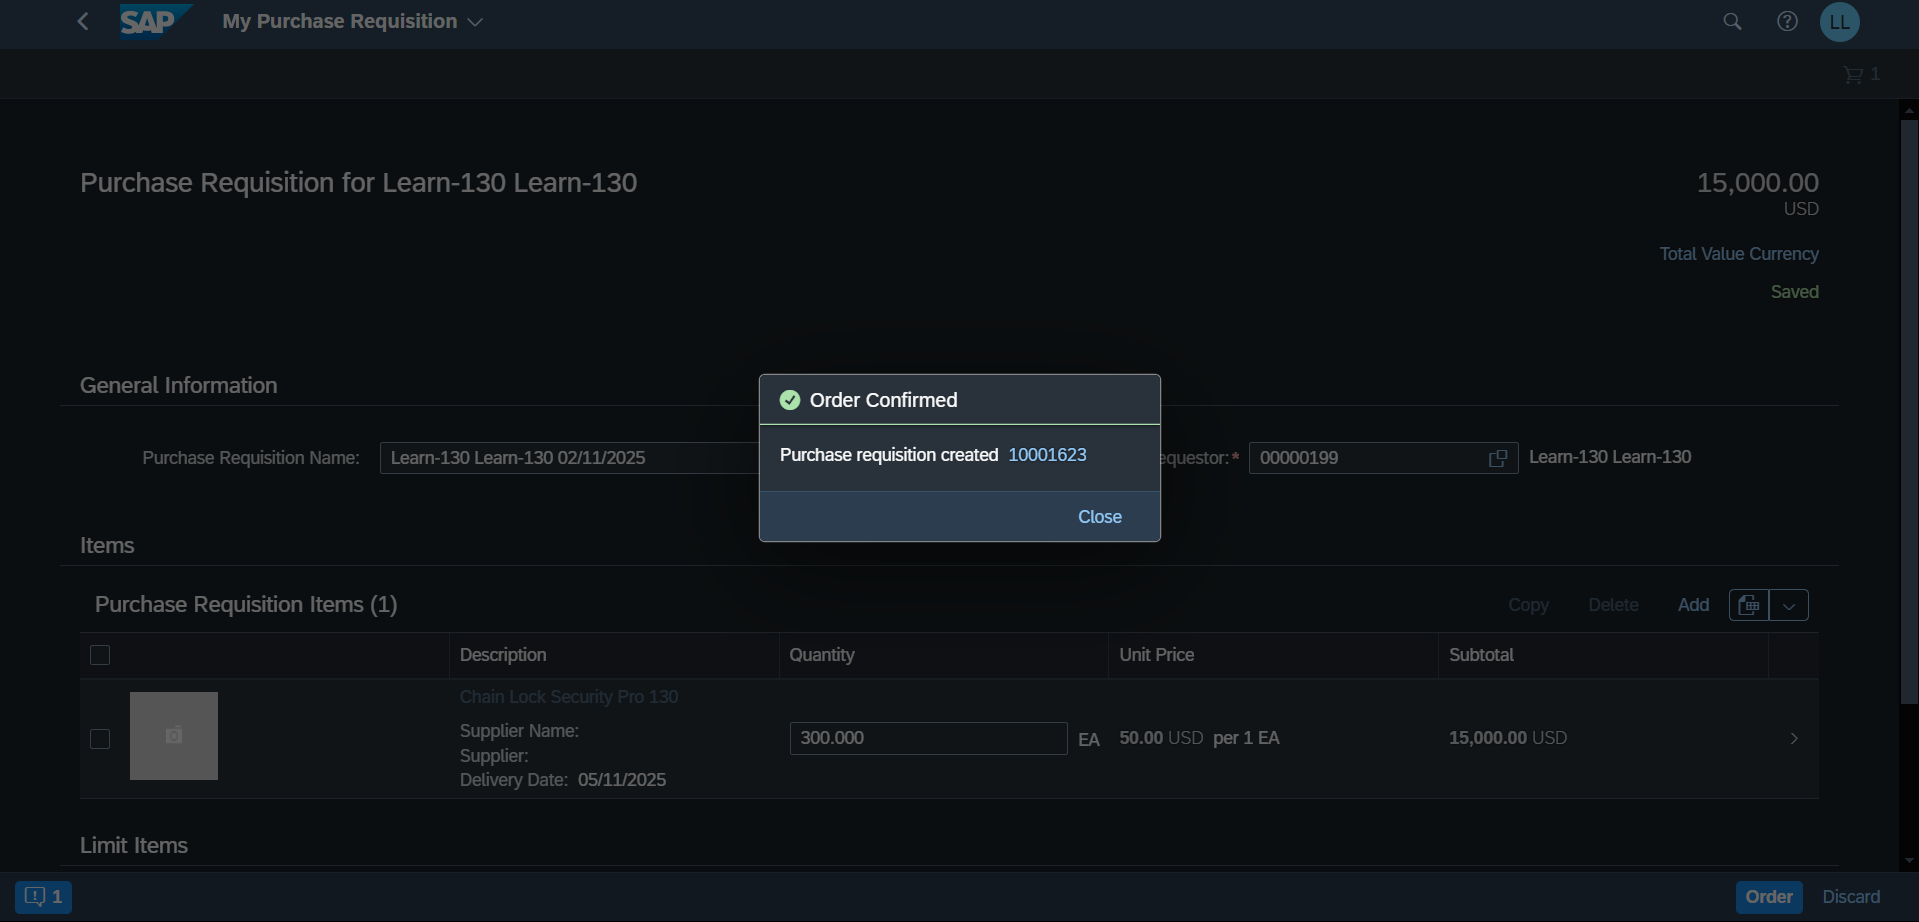 SAP My Purchase Requisition
LL
1
Purchase Requisition for Learn-130 Learn-130
15,000.00
USD
Total Value Currency
Saved
General Information
Order Confirmed
Purchase requisition created 10001623
Close
Purchase Requisition Name: Learn-130 Learn-130 02/11/2025
equestor:* 00000199 Learn-130 Learn-130
Items
Purchase Requisition Items (1)
Copy Delete Add
Description Quantity Unit Price Subtotal
Chain Lock Security Pro 130
Supplier Name:
Supplier:
Delivery Date: 05/11/2025
300.000 EA 50.00 USD per 1 EA 15,000.00 USD
Limit Items
1
Order Discard